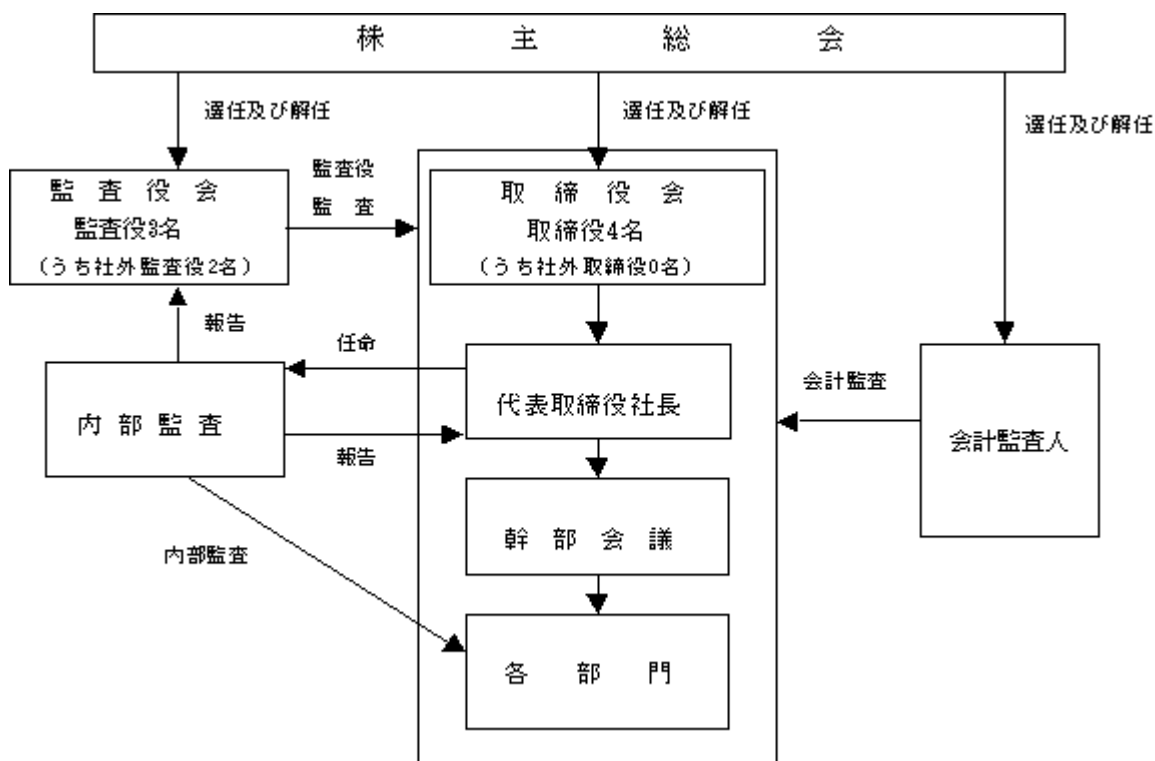 株主総会
選任及び解任
選任及び解任
選任及び解任
監査役会
監査役3名
(うち社外監査役2名)
監査役
監査
取締役会
取締役4名
(うち社外取締役0名)
報告
任命
代表取締役社長
会計監査
内部監査
報告
会計監査人
幹部会議
内部監査
各部門